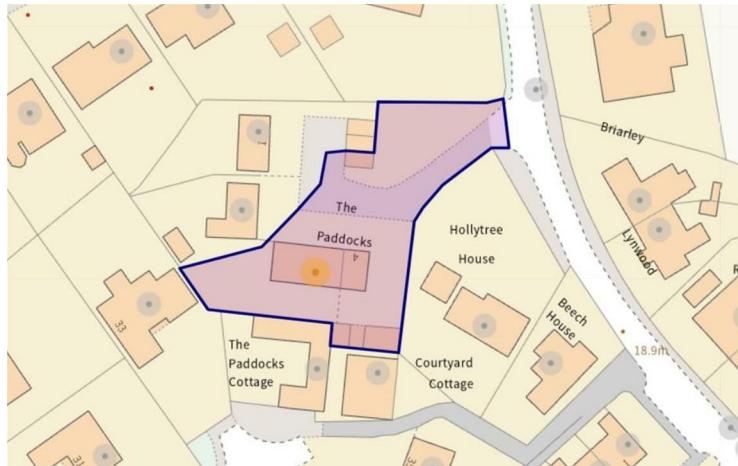 Briarley
The
Paddocks
4
Hollytree
House
Lynwood
33
The
Paddocks
Cottage
Courtyard
Cottage
Beech
House
18.9m